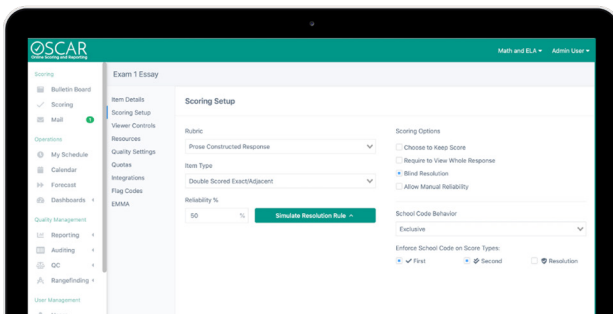 OSCAR
Online Scoring and Reporting
Math and ELA
Admin User
Scoring
Bulletin Board
Scoring
Mail
Operations
My Schedule
Calendar
Forecast
Dashboards
Quality Management
Reporting
Auditing
QC
Rangefinding
User Management
Exam 1 Essay
Item Details
Scoring Setup
Viewer Controls
Resources
Quality Settings
Quotas
Integrations
Flag Codes
EMMA
Scoring Setup
Rubric
Prose Constructed Response
Item Type
Double Scored Exact/Adjacent
Reliability %
50 %
Simulate Resolution Rule
Scoring Options
Choose to Keep Score
Require to View Whole Response
Blind Resolution
Allow Manual Reliability
School Code Behavior
Exclusive
Enforce School Code on Score Types:
First Second Resolution